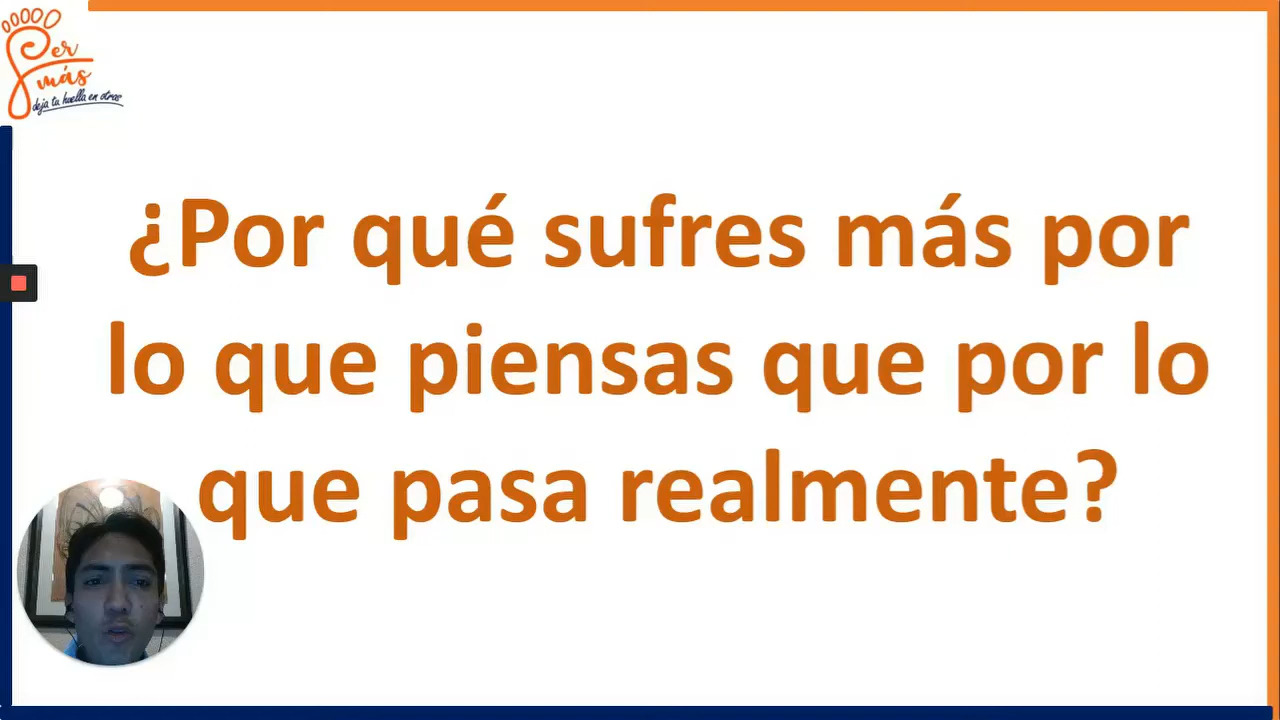 Ser
más
deja tu huella en otras
¿Por qué sufres más por
lo que piensas que por lo
que pasa realmente?